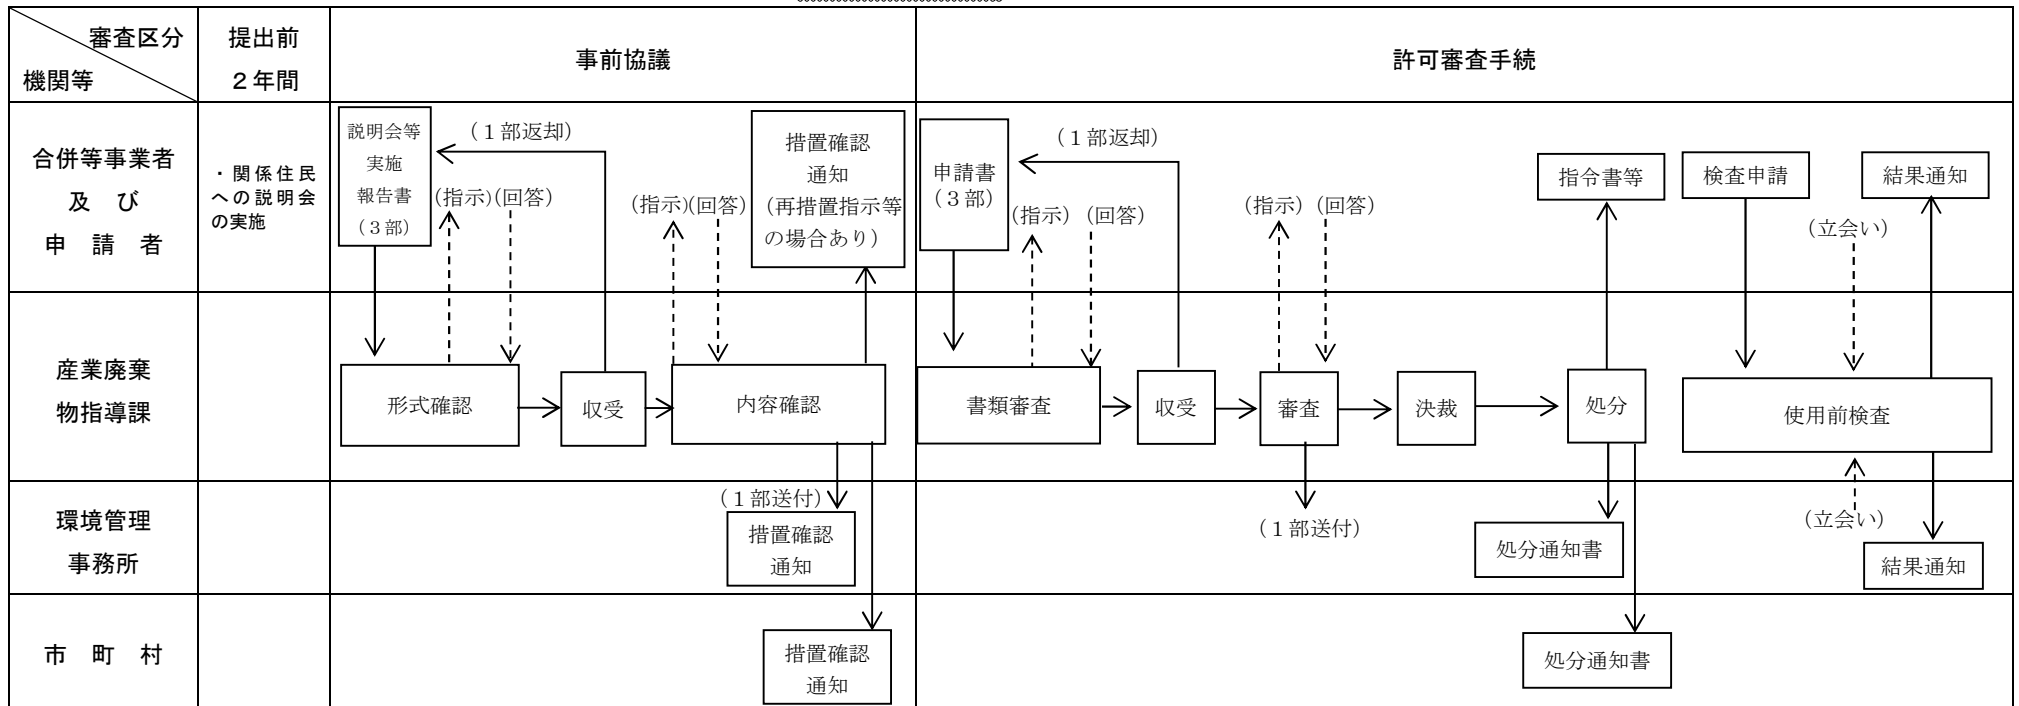 審査区分
機関等
提出前
２年間
事前協議
許可審査手続
合併等事業者
及　び
申　請　者
・関係住民
への説明会
の実施
説明会等
実施
報告書
（３部）
（１部返却）
(指示)
(回答)
(指示)
(回答)
措置確認
通知
（再措置指示等
の場合あり）
申請書
（３部）
（１部返却）
(指示)
(回答)
(指示)
(回答)
指令書等
検査申請
結果通知
(立会い)
産業廃棄
物指導課
形式確認
収受
内容確認
書類審査
収受
審査
決裁
処分
使用前検査
環境管理
事務所
（１部送付）
措置確認
通知
（１部送付）
処分通知書
(立会い)
結果通知
市　町　村
措置確認
通知
処分通知書